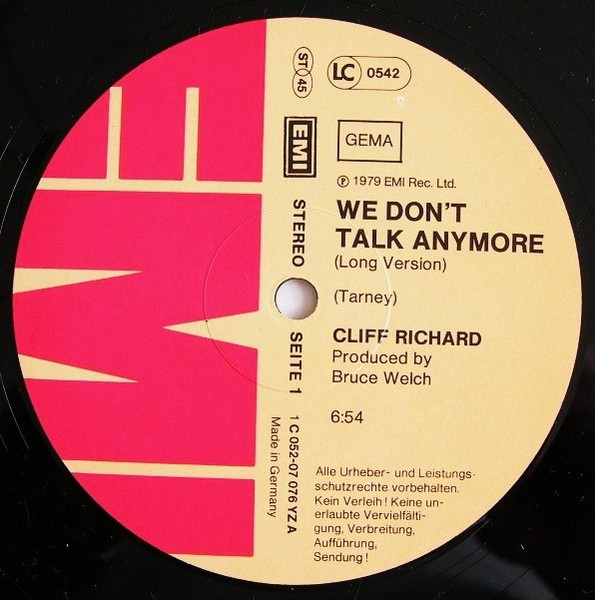 EMI
ST 45
LC 0542
EMI
GEMA
℗ 1979 EMI Rec. Ltd.
WE DON'T
TALK ANYMORE
(Long Version)
(Tarney)
CLIFF RICHARD
Produced by
Bruce Welch
6:54
STEREO
SEITE 1
1 C 052-07 076 YZ A
Made in Germany
Alle Urheber- und Leistungs-
schutzrechte vorbehalten.
Kein Verleih! Keine un-
erlaubte Vervielfälti-
gung, Verbreitung,
Aufführung,
Sendung!